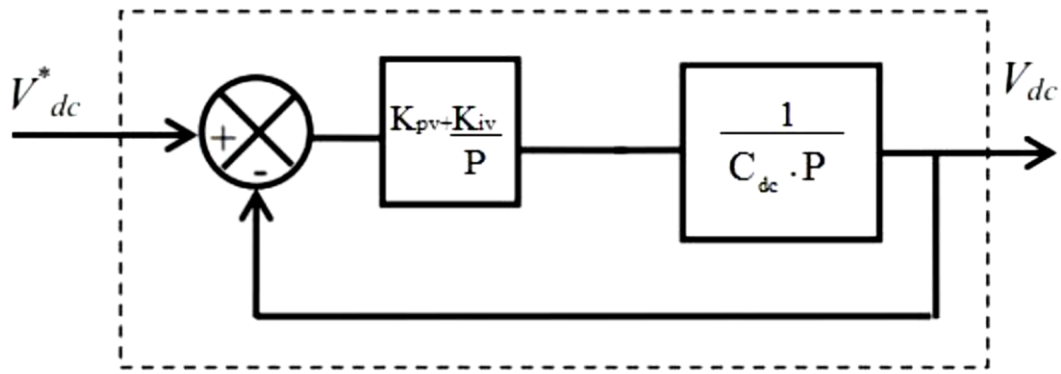 V*dc
+
-
Kpv+Kiv
P
1
Cdc .P
Vdc